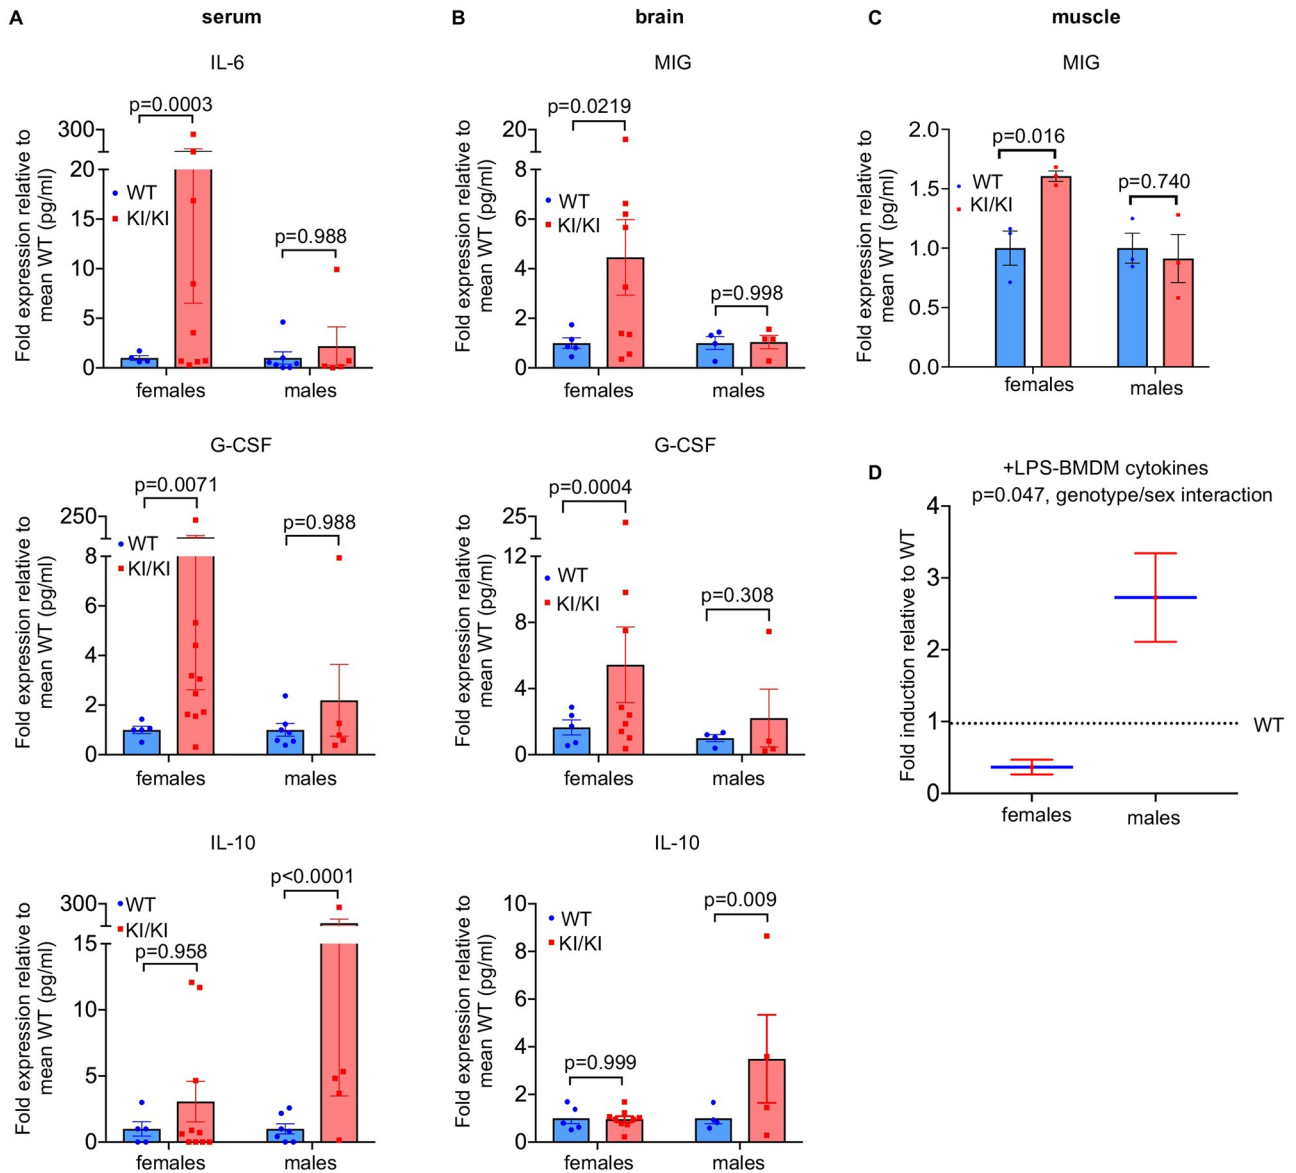 A
serum
IL-6
p=0.0003
300
20
15
10
5
0
WT
KI/KI
p=0.988
Fold expression relative to
mean WT (pg/ml)
females
males
G-CSF
p=0.0071
250
8
6
4
2
0
WT
KI/KI
p=0.988
Fold expression relative to
mean WT (pg/ml)
females
males
IL-10
p<0.0001
300
15
10
5
0
WT
KI/KI
p=0.958
Fold expression relative to
mean WT (pg/ml)
females
males
B
brain
MIG
p=0.0219
20
8
6
4
2
0
WT
KI/KI
p=0.998
Fold expression relative to
mean WT (pg/ml)
females
males
G-CSF
p=0.0004
25
12
8
4
0
WT
KI/KI
p=0.308
Fold expression relative to
mean WT (pg/ml)
females
males
IL-10
p=0.009
10
8
6
4
2
0
WT
KI/KI
p=0.999
Fold expression relative to
mean WT (pg/ml)
females
males
C
muscle
MIG
2.0
1.5
1.0
0.5
0.0
p=0.016
p=0.740
WT
KI/KI
Fold expression relative to
mean WT (pg/ml)
females
males
D
+LPS-BMDM cytokines
p=0.047, genotype/sex interaction
4
3
2
1
0
WT
Fold induction relative to WT
females
males